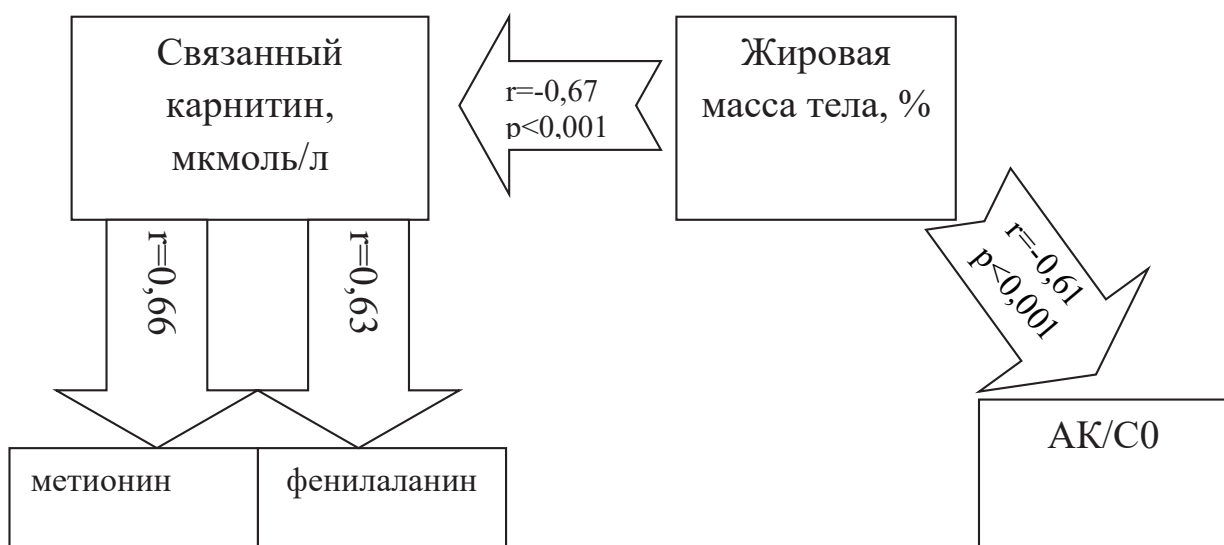 Связанный
карнитин,
мкмоль/л
r=-0,67
p<0,001
Жировая
масса тела, %
r=0,66
r=0,63
r=-0,61
p<0,001
метионин
фенилаланин
АК/С0